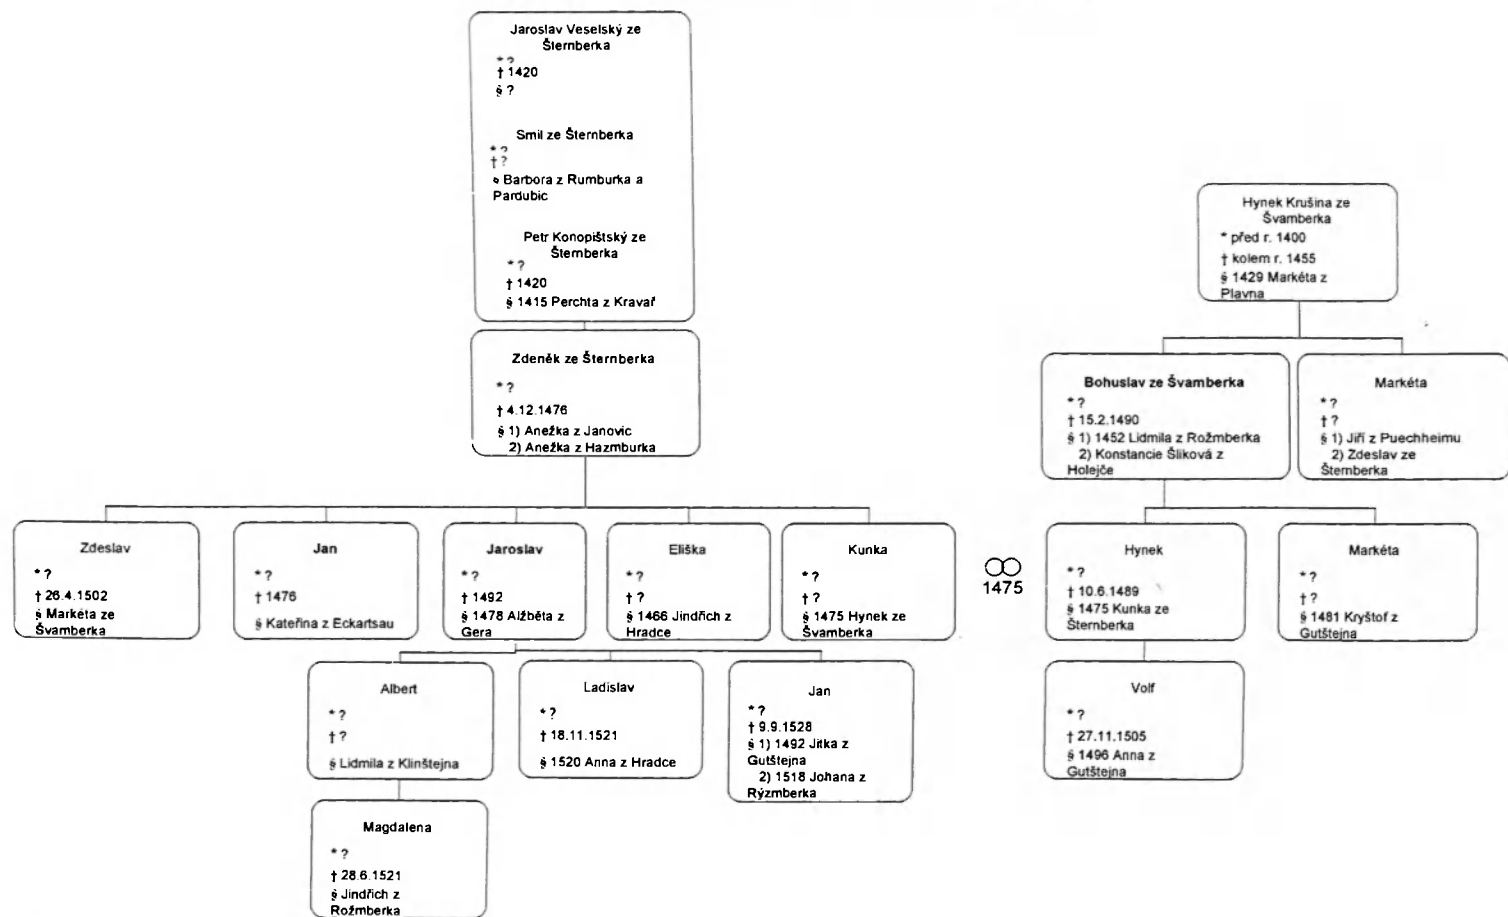 Jaroslav Veselský ze
Šternberka
* ?
† 1420
§ ?
Smil ze Šternberka
* ?
† ?
§ Barbora z Rumburka a
Pardubic
Petr Konopištský ze
Šternberka
* ?
† 1420
§ 1415 Perchta z Kravař
Zdeněk ze Šternberka
* ?
† 4.12.1476
§ 1) Anežka z Janovic
2) Anežka z Hazmburka
Hynek Krušina ze
Švamberka
* před r. 1400
† kolem r. 1455
§ 1429 Markéta z
Plavna
Bohuslav ze Švamberka
* ?
† 15.2.1490
§ 1) 1452 Lidmila z Rožmberka
2) Konstancie Šliková z
Holejče
Markéta
* ?
† ?
§ 1) Jiří z Puechheimu
2) Zdeslav ze
Šternberka
Zdeslav
* ?
† 26.4.1502
§ Markéta ze
Švamberka
Jan
* ?
† 1476
§ Kateřina z Eckartsau
Jaroslav
* ?
† 1492
§ 1478 Alžběta z
Gera
Eliška
* ?
† ?
§ 1466 Jindřich z
Hradce
Kunka
* ?
† ?
§ 1475 Hynek ze
Švamberka
1475
Hynek
* ?
† 10.6.1489
§ 1475 Kunka ze
Šternberka
Markéta
* ?
† ?
§ 1481 Kryštof z
Gutštejna
Albert
* ?
† ?
§ Lidmila z Klinštejna
Ladislav
* ?
† 18.11.1521
§ 1520 Anna z Hradce
Jan
* ?
† 9.9.1528
§ 1) 1492 Jitka z
Gutštejna
2) 1518 Johana z
Rýzmberka
Volf
* ?
† 27.11.1505
§ 1496 Anna z
Gutštejna
Magdalena
* ?
† 28.6.1521
§ Jindřich z
Rožmberka